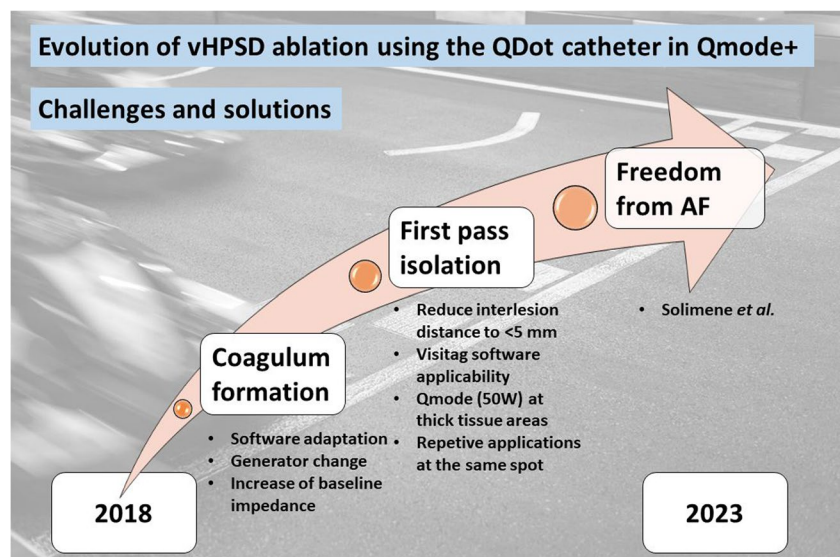 Evolution of vHPSD ablation using the QDot catheter in Qmode+
Challenges and solutions
Freedom
from AF
• Solimene et al.
First pass
isolation
• Reduce interlesion
distance to <5 mm
• Visitag software
applicability
• Qmode (50W) at
thick tissue areas
• Repetive applications
at the same spot
Coagulum
formation
• Software adaptation
• Generator change
• Increase of baseline
impedance
2018
2023